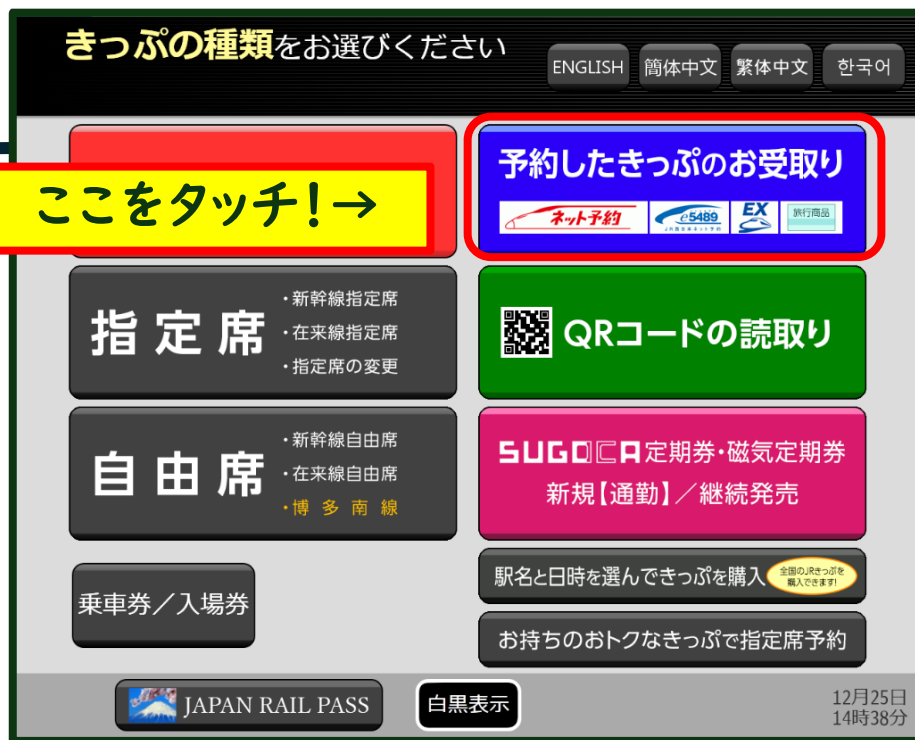 きっぷの種類をお選びください
ENGLISH
簡体中文
繁体中文
한국어
ここをタッチ!→
予約したきっぷのお受取り
ネット予約
e5489
EX
旅行商品
指定席
・新幹線指定席
・在来線指定席
・指定席の変更
QRコードの読取り
自由席
・新幹線自由席
・在来線自由席
・博多南線
SUGOCA定期券・磁気定期券
新規【通勤】／継続発売
乗車券／入場券
駅名と日時を選んできっぷを購入
全国のJRきっぷを
購入できます!
お持ちのおトクなきっぷで指定席予約
JAPAN RAIL PASS
白黒表示
12月25日
14時38分